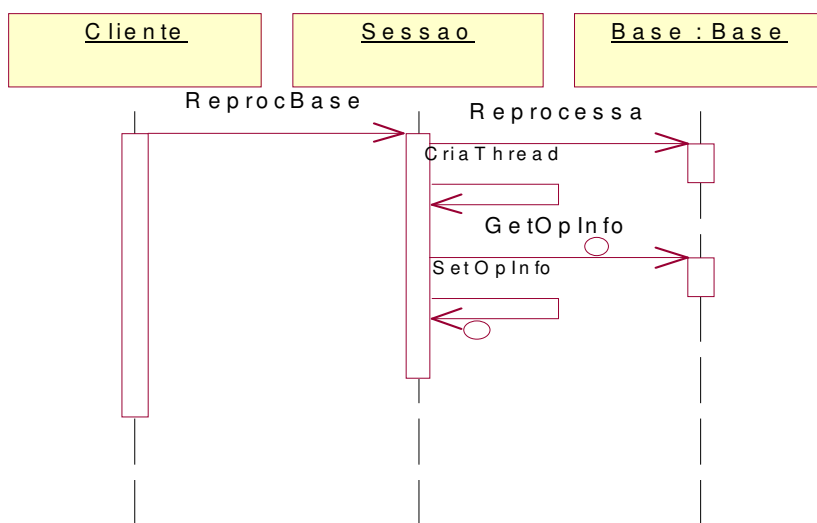 Cliente
Sessao
Base : Base
ReprocBase
Reprocessa
CriaThread
GetOpInfo
SetOpInfo